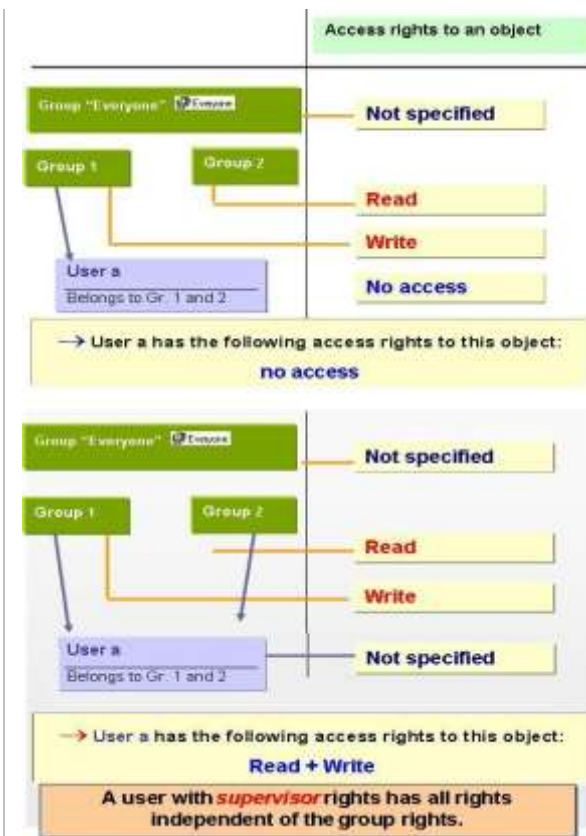 Access rights to an object
Group "Everyone" Everyone
Not specified
Group 1
Group 2
Read
Write
User a
Belongs to Gr. 1 and 2
No access
→ User a has the following access rights to this object:
no access
Group "Everyone" Everyone
Not specified
Group 1
Group 2
Read
Write
User a
Belongs to Gr. 1 and 2
Not specified
→ User a has the following access rights to this object:
Read + Write
A user with supervisor rights has all rights
independent of the group rights.